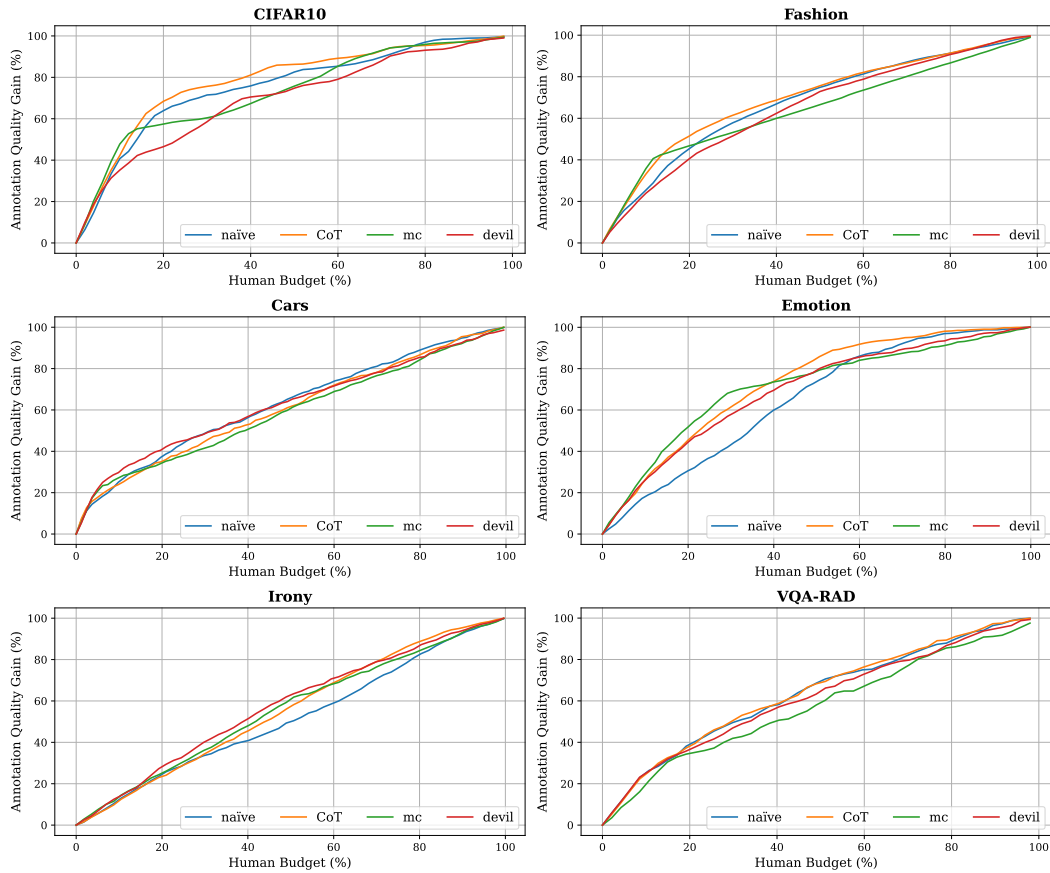 CIFAR10
Annotation Quality Gain (%)
100
80
60
40
20
0
naïve CoT mc devil
0 20 40 60 80 100
Human Budget (%)
Fashion
Annotation Quality Gain (%)
100
80
60
40
20
0
naïve CoT mc devil
0 20 40 60 80 100
Human Budget (%)
Cars
Annotation Quality Gain (%)
100
80
60
40
20
0
naïve CoT mc devil
0 20 40 60 80 100
Human Budget (%)
Emotion
Annotation Quality Gain (%)
100
80
60
40
20
0
naïve CoT mc devil
0 20 40 60 80 100
Human Budget (%)
Irony
Annotation Quality Gain (%)
100
80
60
40
20
0
naïve CoT mc devil
0 20 40 60 80 100
Human Budget (%)
VQA-RAD
Annotation Quality Gain (%)
100
80
60
40
20
0
naïve CoT mc devil
0 20 40 60 80 100
Human Budget (%)